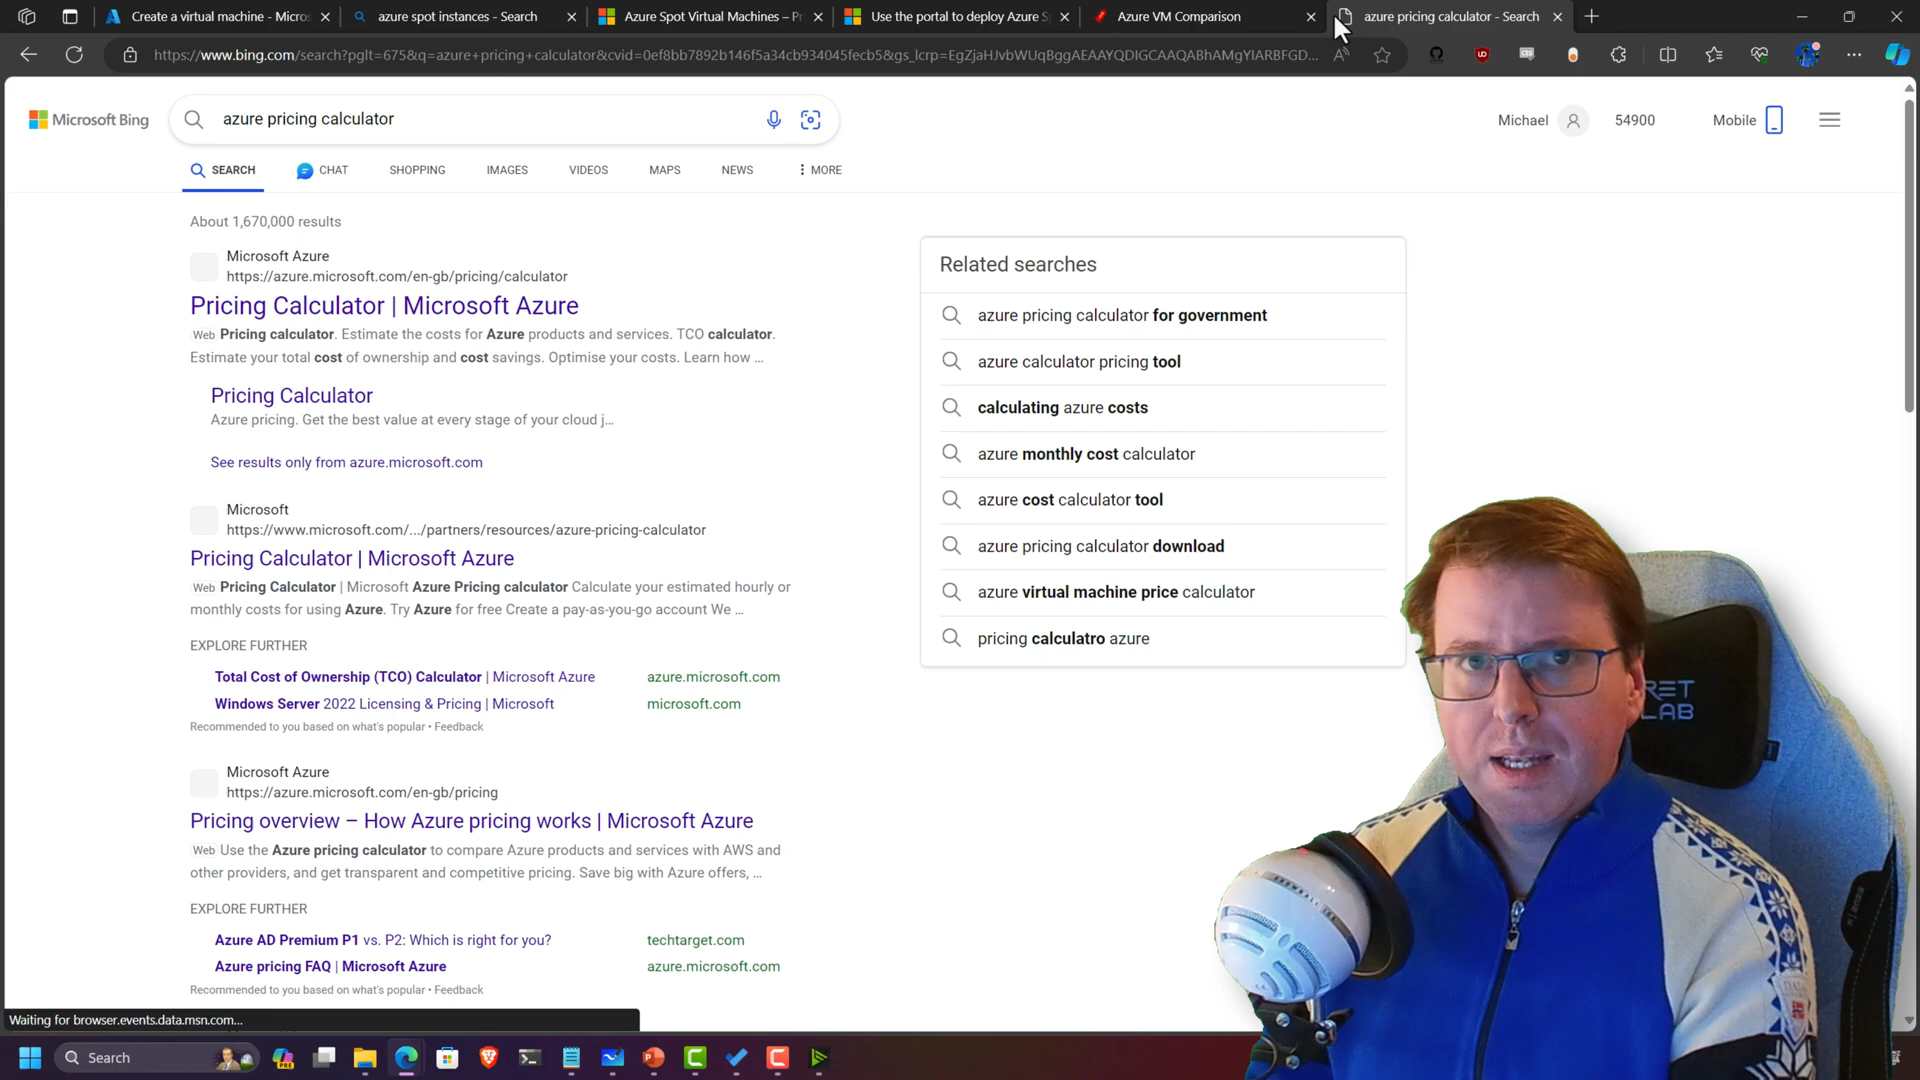 Create a virtual machine - Micros
azure spot instances - Search
Azure Spot Virtual Machines – Pr
Use the portal to deploy Azure S
Azure VM Comparison
azure pricing calculator - Search
https://www.bing.com/search?pglt=675&q=azure+pricing+calculator&cvid=0ef8bb7892b146f5a34cb934045fecb5&gs_lcrp=EgZjaHJvbWUqBggAEAAYQDIGCAAQABhAMgYIARBFGD...
Microsoft Bing
azure pricing calculator
Michael
54900
Mobile
SEARCH
CHAT
SHOPPING
IMAGES
VIDEOS
MAPS
NEWS
MORE
About 1,670,000 results
Microsoft Azure
https://azure.microsoft.com/en-gb/pricing/calculator
Pricing Calculator | Microsoft Azure
Web Pricing calculator. Estimate the costs for Azure products and services. TCO calculator.
Estimate your total cost of ownership and cost savings. Optimise your costs. Learn how ...
Pricing Calculator
Azure pricing. Get the best value at every stage of your cloud j...
See results only from azure.microsoft.com
Microsoft
https://www.microsoft.com/.../partners/resources/azure-pricing-calculator
Pricing Calculator | Microsoft Azure
Web Pricing Calculator | Microsoft Azure Pricing calculator Calculate your estimated hourly or
monthly costs for using Azure. Try Azure for free Create a pay-as-you-go account We ...
EXPLORE FURTHER
Total Cost of Ownership (TCO) Calculator | Microsoft Azure
azure.microsoft.com
Windows Server 2022 Licensing & Pricing | Microsoft
microsoft.com
Recommended to you based on what's popular • Feedback
Microsoft Azure
https://azure.microsoft.com/en-gb/pricing
Pricing overview – How Azure pricing works | Microsoft Azure
Web Use the Azure pricing calculator to compare Azure products and services with AWS and
other providers, and get transparent and competitive pricing. Save big with Azure offers, ...
EXPLORE FURTHER
Azure AD Premium P1 vs. P2: Which is right for you?
techtarget.com
Azure pricing FAQ | Microsoft Azure
azure.microsoft.com
Recommended to you based on what's popular • Feedback
Related searches
azure pricing calculator for government
azure calculator pricing tool
calculating azure costs
azure monthly cost calculator
azure cost calculator tool
azure pricing calculator download
azure virtual machine price calculator
pricing calculatro azure
Waiting for browser.events.data.msn.com...
Search